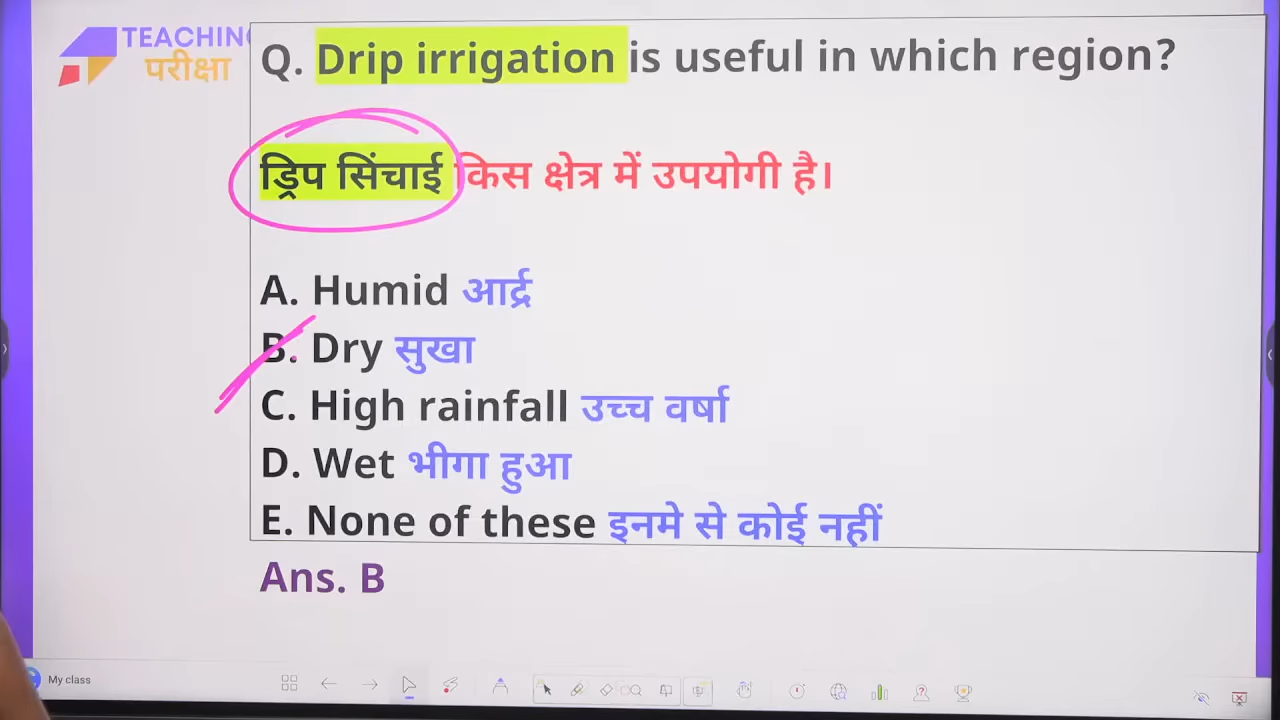 TEACHING
परीक्षा
Q. Drip irrigation is useful in which region?
ड्रिप सिंचाई किस क्षेत्र में उपयोगी है।
A. Humid आर्द्र
B. Dry सुखा
C. High rainfall उच्च वर्षा
D. Wet भीगा हुआ
E. None of these इनमे से कोई नहीं
Ans. B
My class